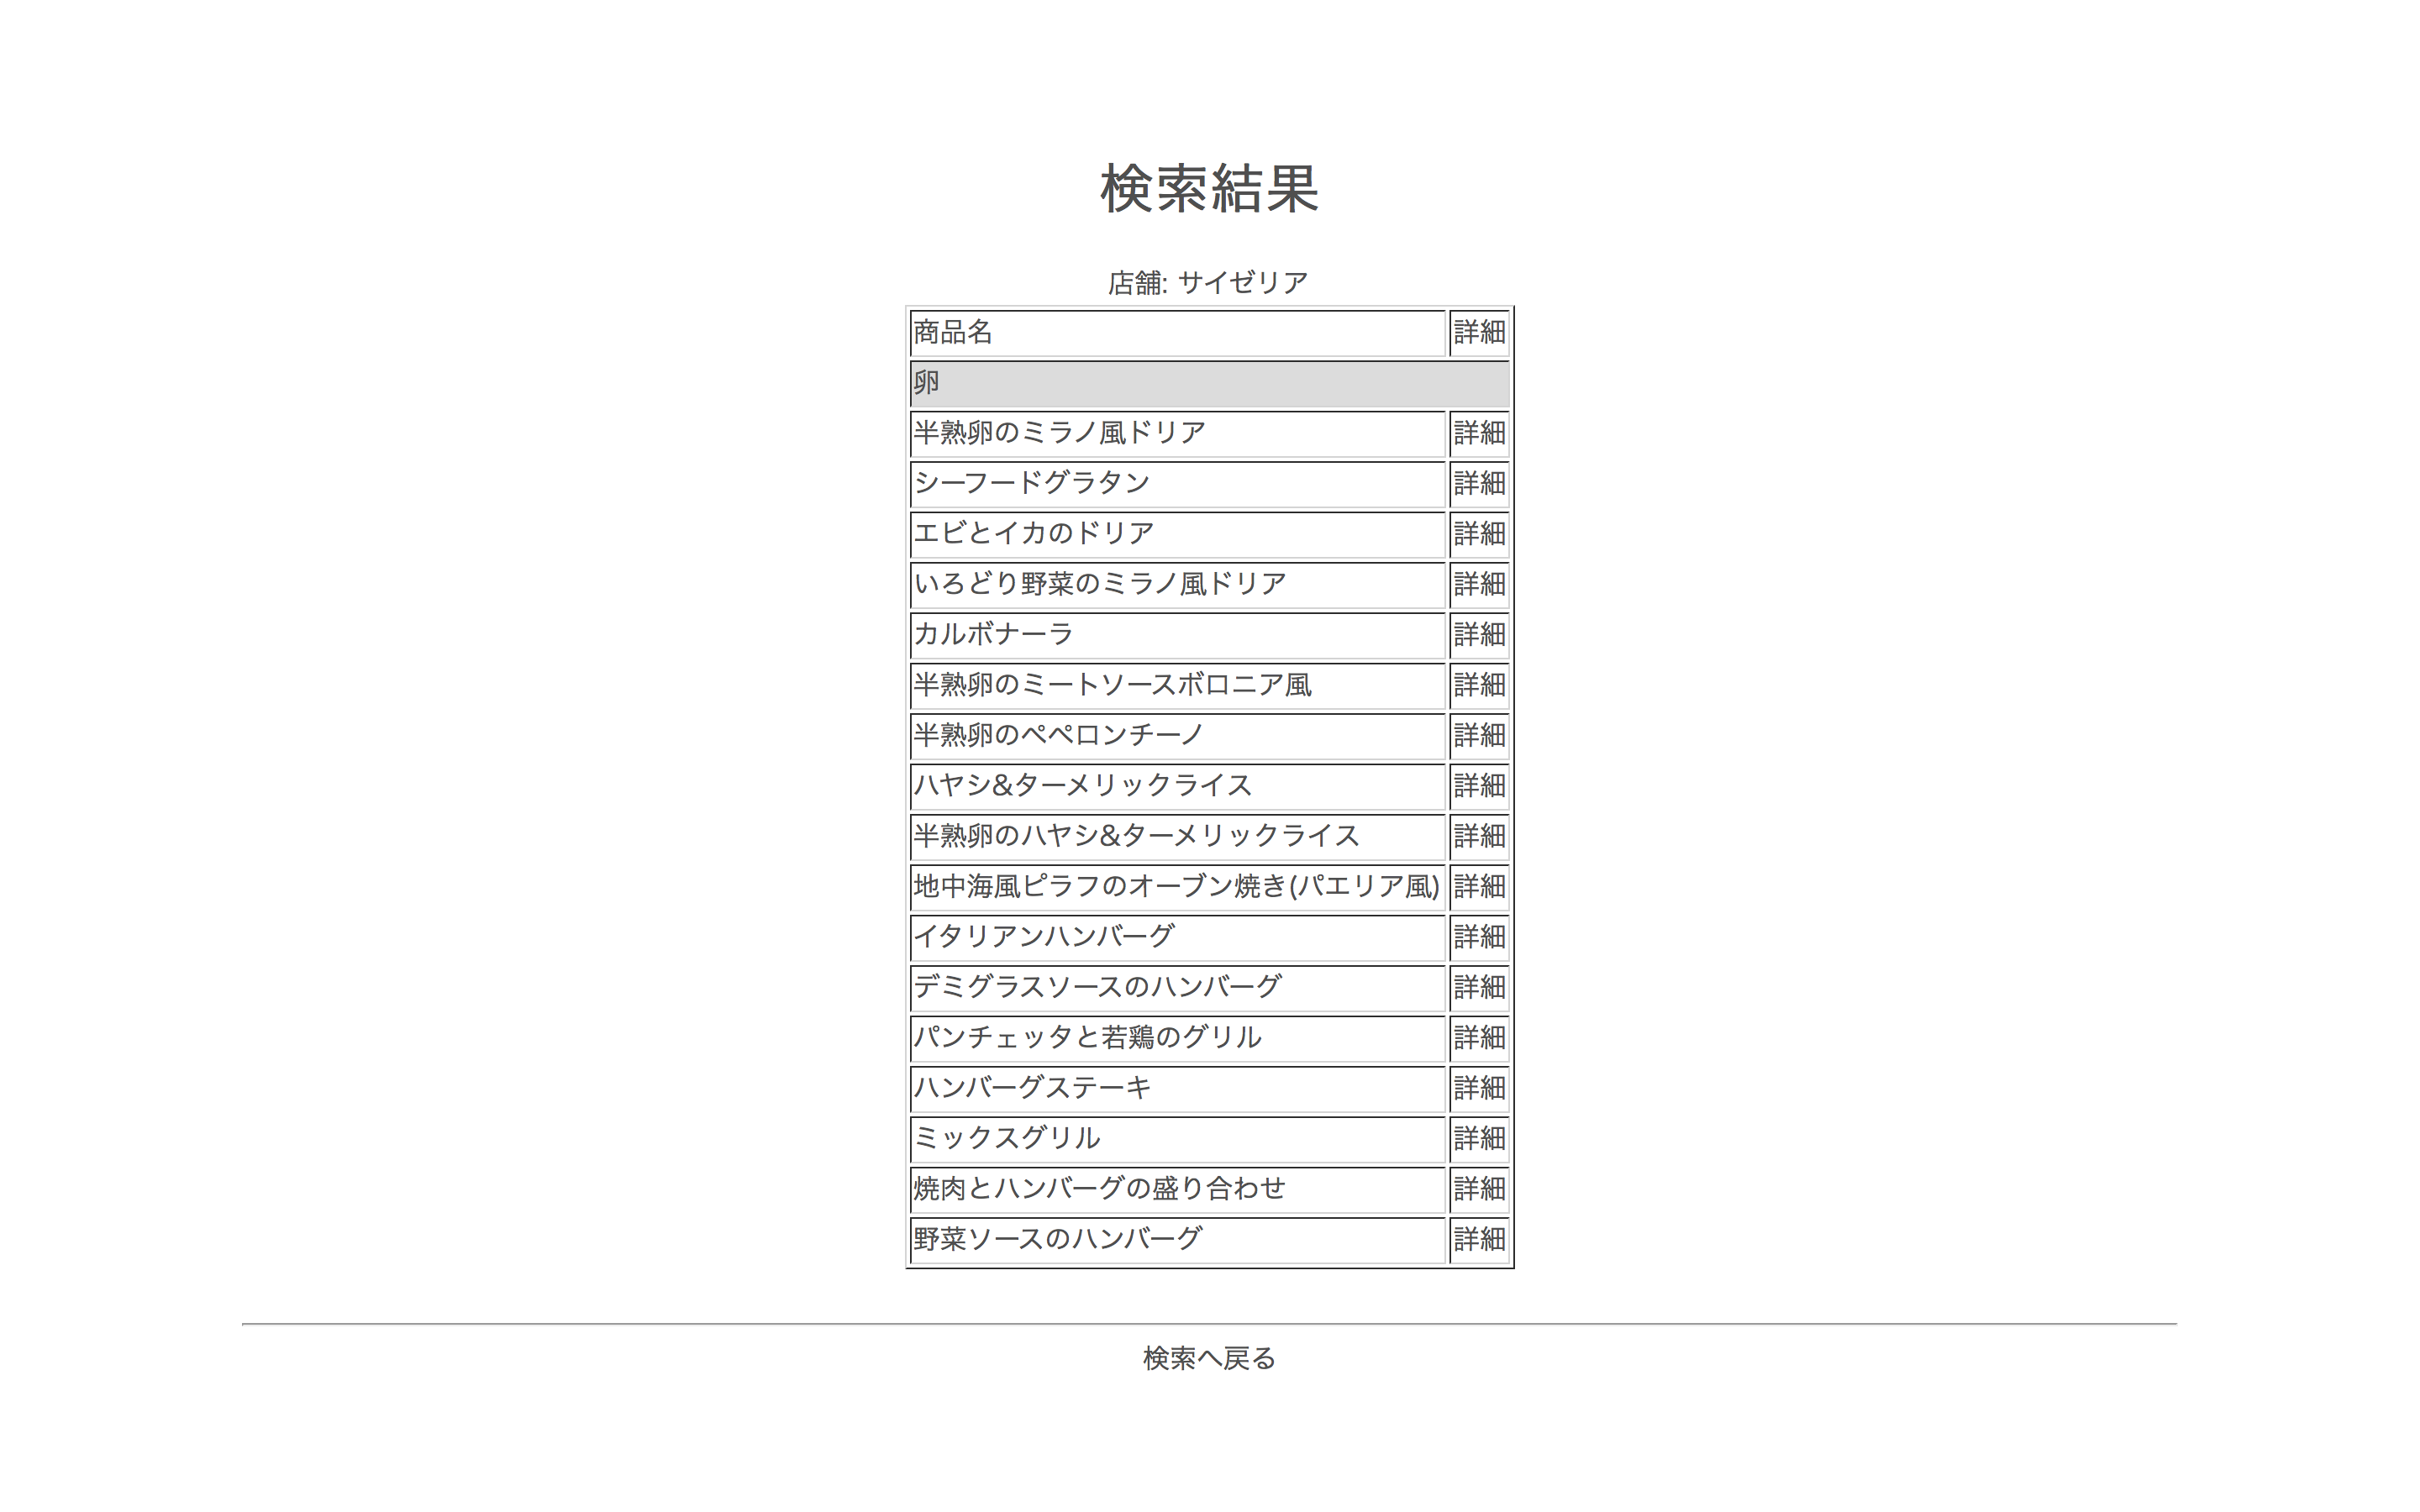 検索結果
店舗: サイゼリア
商品名 詳細
卵
半熟卵のミラノ風ドリア 詳細
シーフードグラタン 詳細
エビとイカのドリア 詳細
いろどり野菜のミラノ風ドリア 詳細
カルボナーラ 詳細
半熟卵のミートソースボロニア風 詳細
半熟卵のペペロンチーノ 詳細
ハヤシ&ターメリックライス 詳細
半熟卵のハヤシ&ターメリックライス 詳細
地中海風ピラフのオーブン焼き(パエリア風) 詳細
イタリアンハンバーグ 詳細
デミグラスソースのハンバーグ 詳細
パンチェッタと若鶏のグリル 詳細
ハンバーグステーキ 詳細
ミックスグリル 詳細
焼肉とハンバーグの盛り合わせ 詳細
野菜ソースのハンバーグ 詳細
検索へ戻る